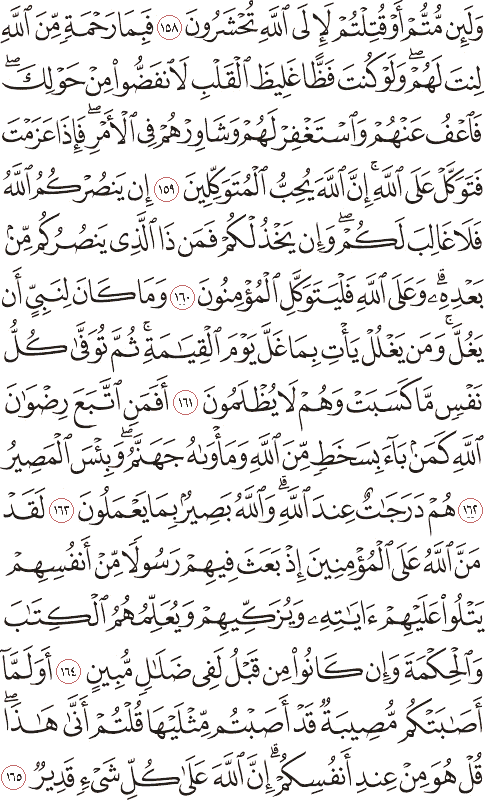 وَلَئِن مُّتُّمْ أَوْ قُتِلْتُمْ لَإِلَى ٱللَّهِ تُحْشَرُونَ ١٥٨ فَبِمَا رَحْمَةٍ مِّنَ ٱللَّهِ
لِنتَ لَهُمْ ۖ وَلَوْ كُنتَ فَظًّا غَلِيظَ ٱلْقَلْبِ لَٱنفَضُّوا۟ مِنْ حَوْلِكَ ۖ
فَٱعْفُ عَنْهُمْ وَٱسْتَغْفِرْ لَهُمْ وَشَاوِرْهُمْ فِى ٱلْأَمْرِ ۖ فَإِذَا عَزَمْتَ
فَتَوَكَّلْ عَلَى ٱللَّهِ ۚ إِنَّ ٱللَّهَ يُحِبُّ ٱلْمُتَوَكِّلِينَ ١٥٩ إِن يَنصُرْكُمُ ٱللَّهُ
فَلَا غَالِبَ لَكُمْ ۖ وَإِن يَخْذُلْكُمْ فَمَن ذَا ٱلَّذِى يَنصُرُكُم مِّنۢ
بَعْدِهِۦ ۗ وَعَلَى ٱللَّهِ فَلْيَتَوَكَّلِ ٱلْمُؤْمِنُونَ ١٦٠ وَمَا كَانَ لِنَبِىٍّ أَن
يَغُلَّ ۚ وَمَن يَغْلُلْ يَأْتِ بِمَا غَلَّ يَوْمَ ٱلْقِيَـٰمَةِ ۚ ثُمَّ تُوَفَّىٰ كُلُّ
نَفْسٍ مَّا كَسَبَتْ وَهُمْ لَا يُظْلَمُونَ ١٦١ أَفَمَنِ ٱتَّبَعَ رِضْوَٰنَ
ٱللَّهِ كَمَنۢ بَآءَ بِسَخَطٍ مِّنَ ٱللَّهِ وَمَأْوَىٰهُ جَهَنَّمُ ۚ وَبِئْسَ ٱلْمَصِيرُ
١٦٢ هُمْ دَرَجَـٰتٌ عِندَ ٱللَّهِ ۗ وَٱللَّهُ بَصِيرٌۢ بِمَا يَعْمَلُونَ ١٦٣ لَقَدْ
مَنَّ ٱللَّهُ عَلَى ٱلْمُؤْمِنِينَ إِذْ بَعَثَ فِيهِمْ رَسُولًا مِّنْ أَنفُسِهِمْ
يَتْلُوا۟ عَلَيْهِمْ ءَايَـٰتِهِۦ وَيُزَكِّيهِمْ وَيُعَلِّمُهُمُ ٱلْكِتَـٰبَ
وَٱلْحِكْمَةَ وَإِن كَانُوا۟ مِن قَبْلُ لَفِى ضَلَـٰلٍ مُّبِينٍ ١٦٤ أَوَلَمَّآ
أَصَـٰبَتْكُم مُّصِيبَةٌ قَدْ أَصَبْتُم مِّثْلَيْهَا قُلْتُمْ أَنَّىٰ هَـٰذَا ۖ
قُلْ هُوَ مِنْ عِندِ أَنفُسِكُمْ ۗ إِنَّ ٱللَّهَ عَلَىٰ كُلِّ شَىْءٍ قَدِيرٌ ١٦٥